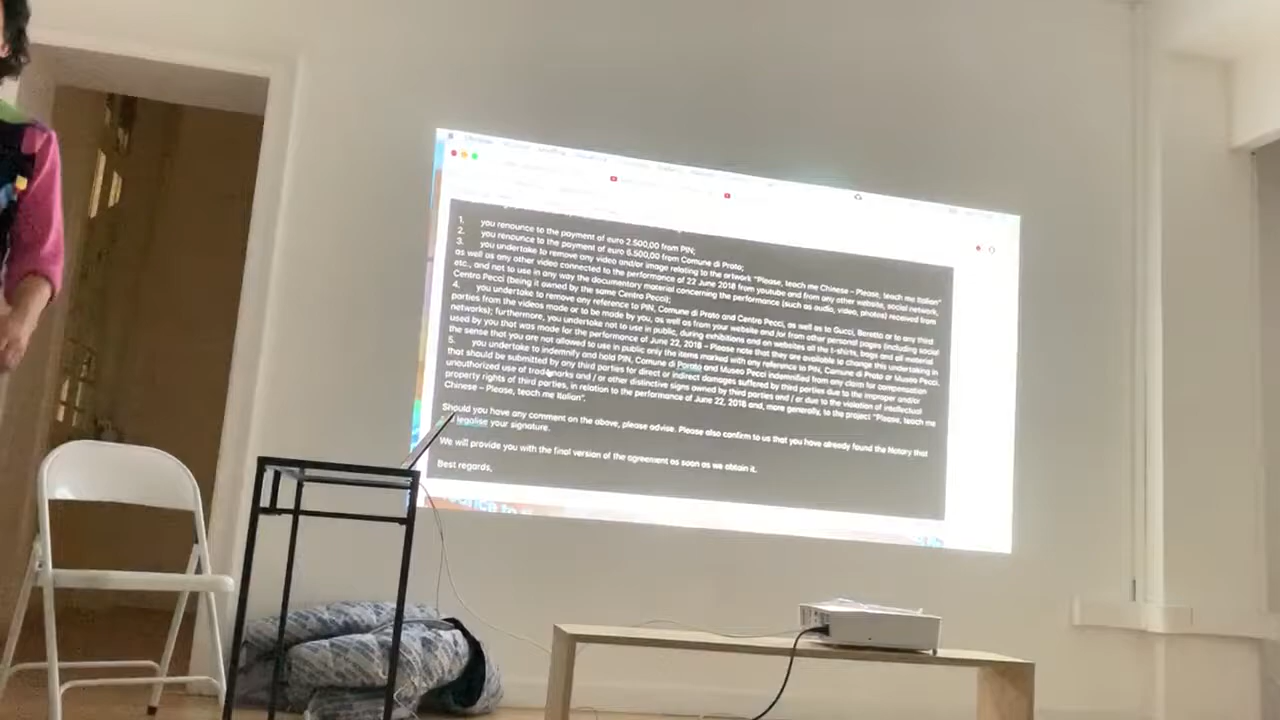 1. you renounce to the payment of euro 2.500,00 from PIN;
2. you renounce to the payment of euro 6.500,00 from Comune di Prato;
3. you undertake to remove any video and/or image relating to the artwork "Please, teach me Chinese – Please, teach me Italian"
as well as any other video connected to the performance of 22 June 2018 from youtube and from any other website, social network,
etc., and not to use in any way the documentary material concerning the performance (such as audio, video, photos) received from
Centro Pecci (being it owned by the same Centro Pecci);
4. you undertake to remove any reference to PIN, Comune di Prato and Centro Pecci, as well as to Gucci, Beretta or to any third
parties from the videos made or to be made by you, as well as from your website and /or from other personal pages (including social
networks); furthermore, you undertake not to use in public, during exhibitions and on websites all the t-shirts, bags and all material
used by you that was made for the performance of June 22, 2018 – Please note that they are available to change this undertaking in
the sense that you are not allowed to use in public only the items marked with any reference to PIN, Comune di Prato or Museo Pecci.
5. you undertake to indemnify and hold PIN, Comune di Porato and Museo Pecci indemnified from any claim for compensation
that should be submitted by any third parties for direct or indirect damages suffered by third parties due to the improper and/or
unauthorized use of trademarks and / or other distinctive signs owned by third parties and / or due to the violation of intellectual
property rights of third parties, in relation to the performance of June 22, 2018 and, more generally, to the project "Please, teach me
Chinese – Please, teach me Italian".
Should you have any comment on the above, please advise. Please also confirm to us that you have already found the Notary that
legalise your signature.
We will provide you with the final version of the agreement as soon as we obtain it.
Best regards,